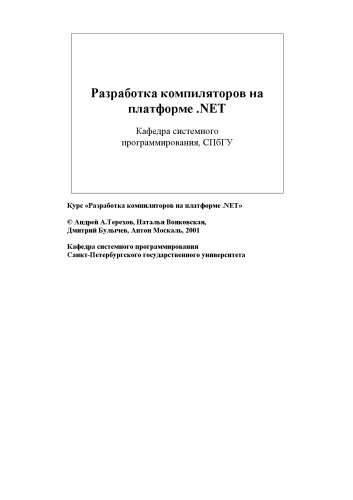 Разработка компиляторов на
платформе .NET
Кафедра системного
программирования, СПбГУ
Курс «Разработка компиляторов на платформе .NET»
© Андрей А.Терехов, Наталья Вояковская,
Дмитрий Булычев, Антон Москаль, 2001
Кафедра системного программирования
Санкт-Петербургского государственного университета